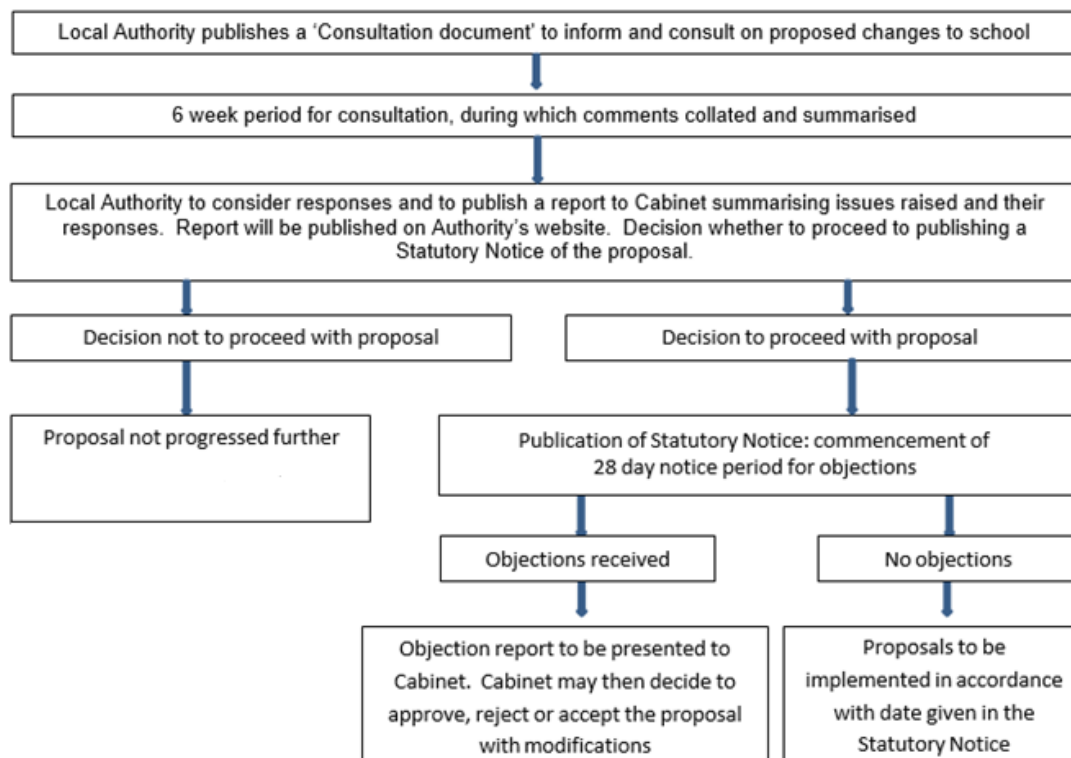 Local Authority publishes a ‘Consultation document’ to inform and consult on proposed changes to school
6 week period for consultation, during which comments collated and summarised
Local Authority to consider responses and to publish a report to Cabinet summarising issues raised and their
responses.  Report will be published on Authority’s website.  Decision whether to proceed to publishing a
Statutory Notice of the proposal.
Decision not to proceed with proposal
Decision to proceed with proposal
Proposal not progressed further
Publication of Statutory Notice: commencement of
28 day notice period for objections
Objections received
No objections
Objection report to be presented to
Cabinet.  Cabinet may then decide to
approve, reject or accept the proposal
with modifications
Proposals to be
implemented in accordance
with date given in the
Statutory Notice